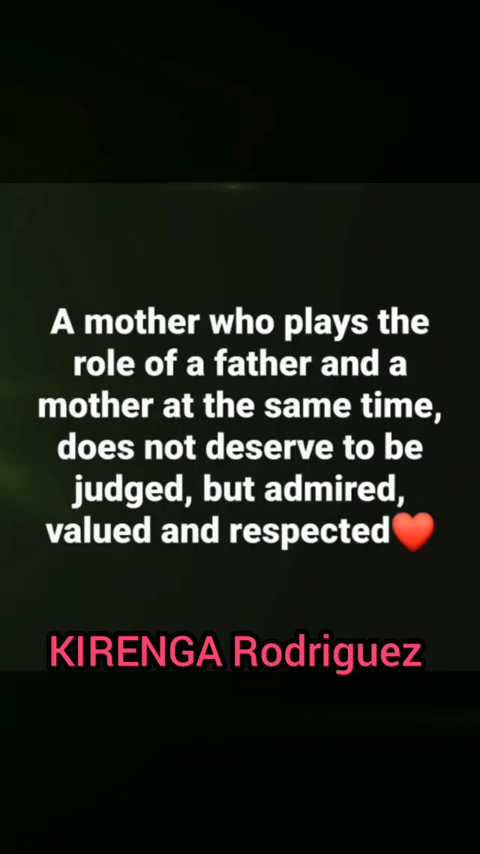 A mother who plays the
role of a father and a
mother at the same time,
does not deserve to be
judged, but admired,
valued and respected❤️
KIRENGA Rodriguez